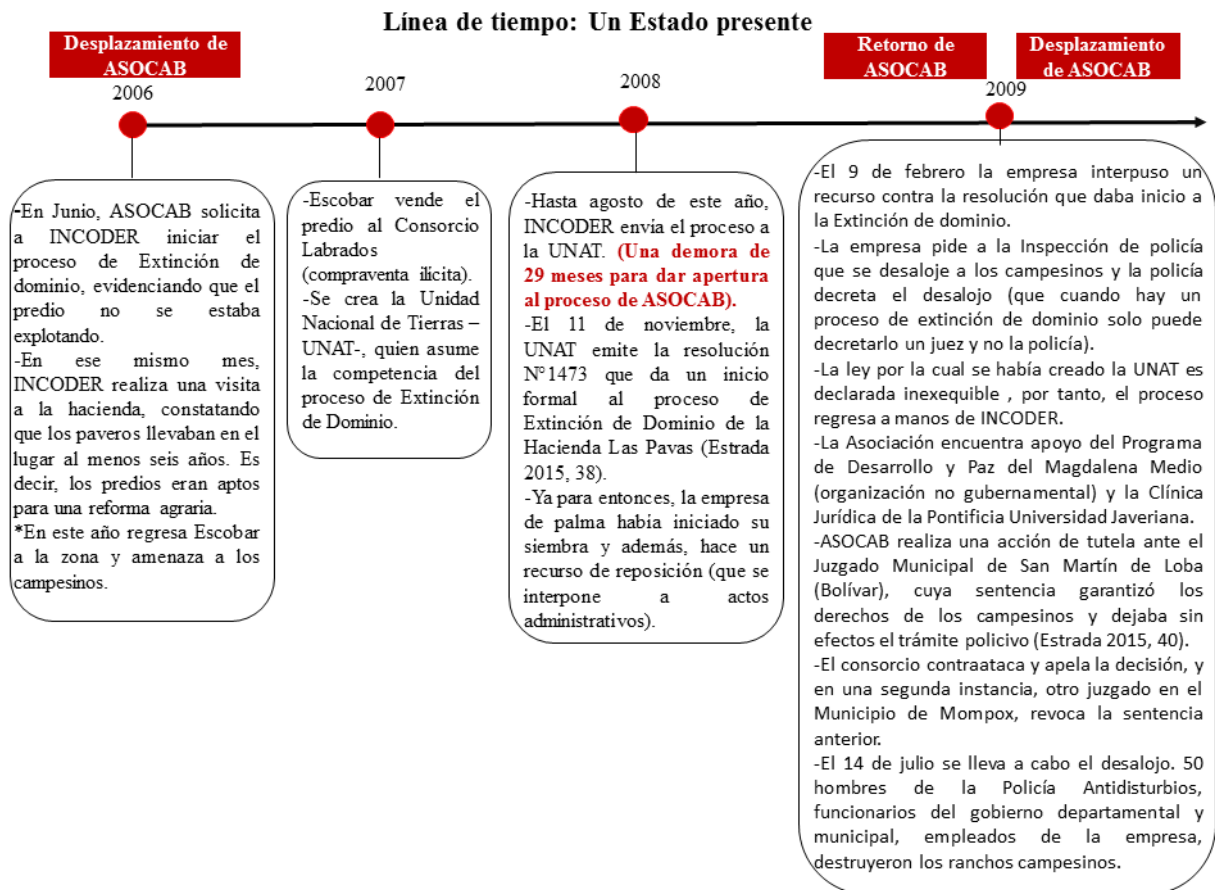 Línea de tiempo: Un Estado presente
Desplazamiento de
ASOCAB
2006
2007
2008
Retorno de
ASOCAB
Desplazamiento
de ASOCAB
2009
-En Junio, ASOCAB solicita
a INCODER iniciar el
proceso de Extinción de
dominio, evidenciando que el
predio no se estaba
explotando.
-En ese mismo mes,
INCODER realiza una visita
a la hacienda, constatando
que los paveros llevaban en el
lugar al menos seis años. Es
decir, los predios eran aptos
para una reforma agraria.
*En este año regresa Escobar
a la zona y amenaza a los
campesinos.
-Escobar vende el
predio al Consorcio
Labrados
(compraventa ilícita).
-Se crea la Unidad
Nacional de Tierras –
UNAT-, quien asume
la competencia del
proceso de Extinción
de Dominio.
-Hasta agosto de este año,
INCODER envía el proceso a
la UNAT. (Una demora de
29 meses para dar apertura
al proceso de ASOCAB).
-El 11 de noviembre, la
UNAT emite la resolución
N°1473 que da un inicio
formal al proceso de
Extinción de Dominio de la
Hacienda Las Pavas (Estrada
2015, 38).
-Ya para entonces, la empresa
de palma había iniciado su
siembra y además, hace un
recurso de reposición (que se
interpone a actos
administrativos).
-El 9 de febrero la empresa interpuso un
recurso contra la resolución que daba inicio a
la Extinción de dominio.
-La empresa pide a la Inspección de policía
que se desaloje a los campesinos y la policía
decreta el desalojo (que cuando hay un
proceso de extinción de dominio solo puede
decretarlo un juez y no la policía).
-La ley por la cual se había creado la UNAT es
declarada inexequible , por tanto, el proceso
regresa a manos de INCODER.
-La Asociación encuentra apoyo del Programa
de Desarrollo y Paz del Magdalena Medio
(organización no gubernamental) y la Clínica
Jurídica de la Pontificia Universidad Javeriana.
-ASOCAB realiza una acción de tutela ante el
Juzgado Municipal de San Martín de Loba
(Bolívar), cuya sentencia garantizó los
derechos de los campesinos y dejaba sin
efectos el trámite policivo (Estrada 2015, 40).
-El consorcio contraataca y apela la decisión, y
en una segunda instancia, otro juzgado en el
Municipio de Mompox, revoca la sentencia
anterior.
-El 14 de julio se lleva a cabo el desalojo. 50
hombres de la Policía Antidisturbios,
funcionarios del gobierno departamental y
municipal, empleados de la empresa,
destruyeron los ranchos campesinos.